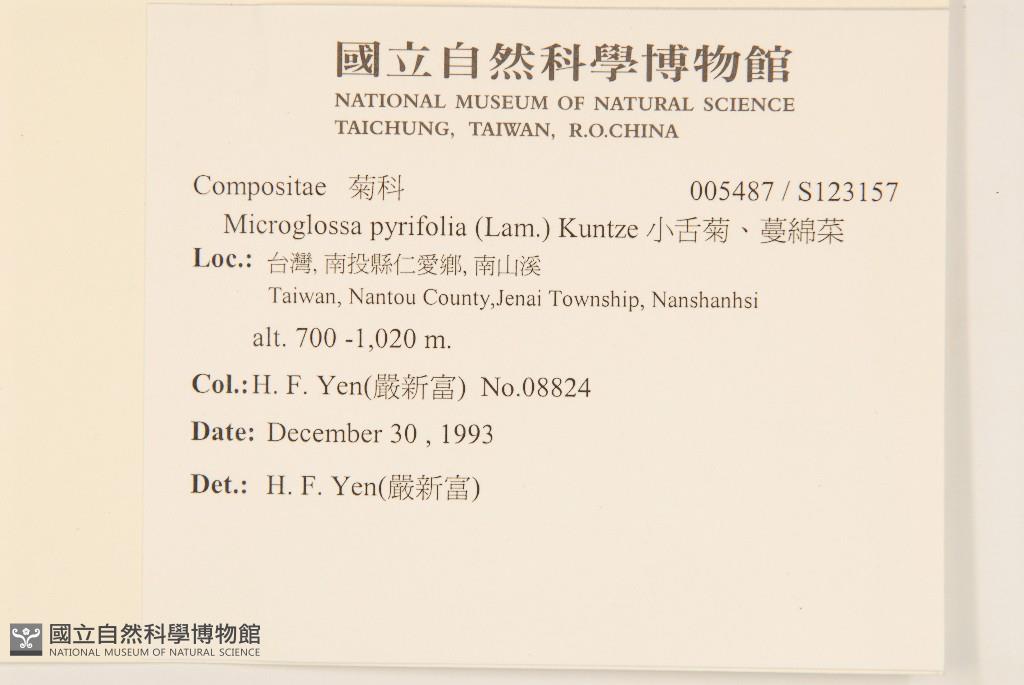 國立自然科學博物館
NATIONAL MUSEUM OF NATURAL SCIENCE
TAICHUNG, TAIWAN, R.O.CHINA
Compositae 菊科 005487 / S123157
Microglossa pyrifolia (Lam.) Kuntze 小舌菊、蔓綿菜
Loc.: 台灣, 南投縣仁愛鄉, 南山溪
Taiwan, Nantou County,Jenai Township, Nanshanhsi
alt. 700 -1,020 m.
Col.:H. F. Yen(嚴新富) No.08824
Date: December 30 , 1993
Det.: H. F. Yen(嚴新富)
國立自然科學博物館
NATIONAL MUSEUM OF NATURAL SCIENCE